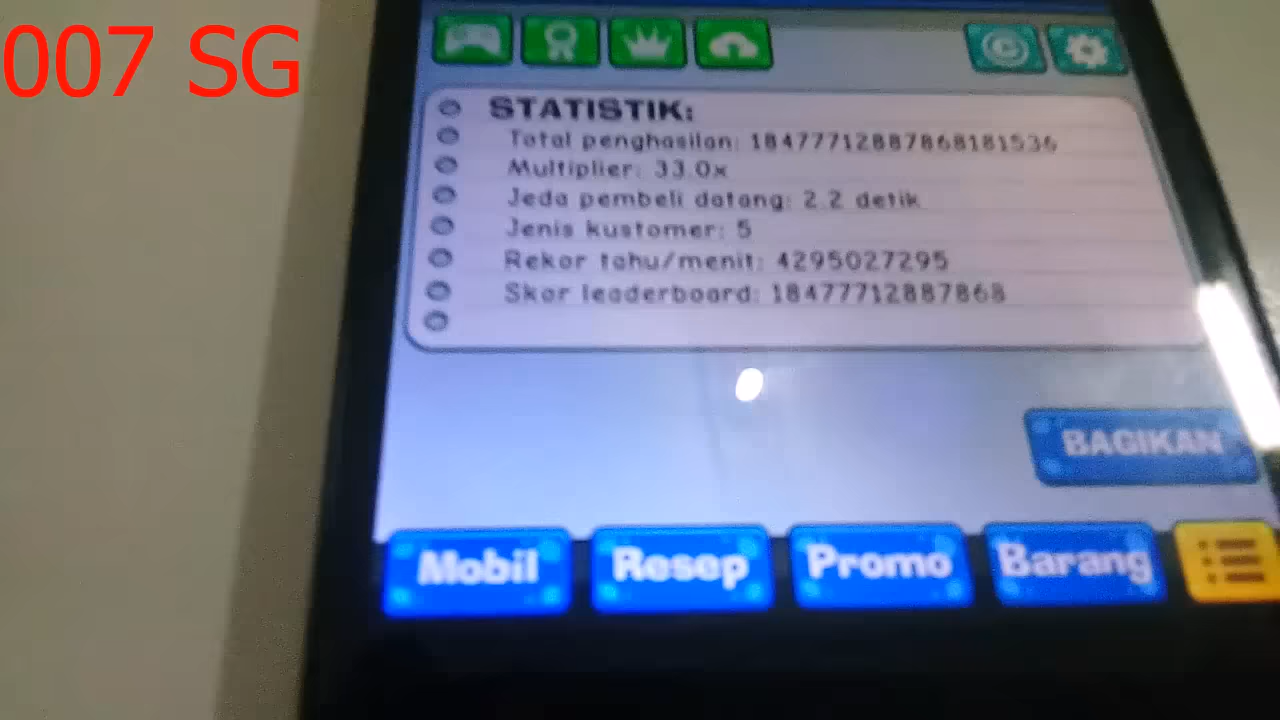 007 SG
STATISTIK:
Total penghasilan: 18477712887868181536
Multiplier: 33.0x
Jeda pembeli datang: 2.2 detik
Jenis kustomer: 5
Rekor tahu/menit: 4295027295
Skor leaderboard: 184777712887868
BAGIKAN
Mobil
Resep
Promo
Barang